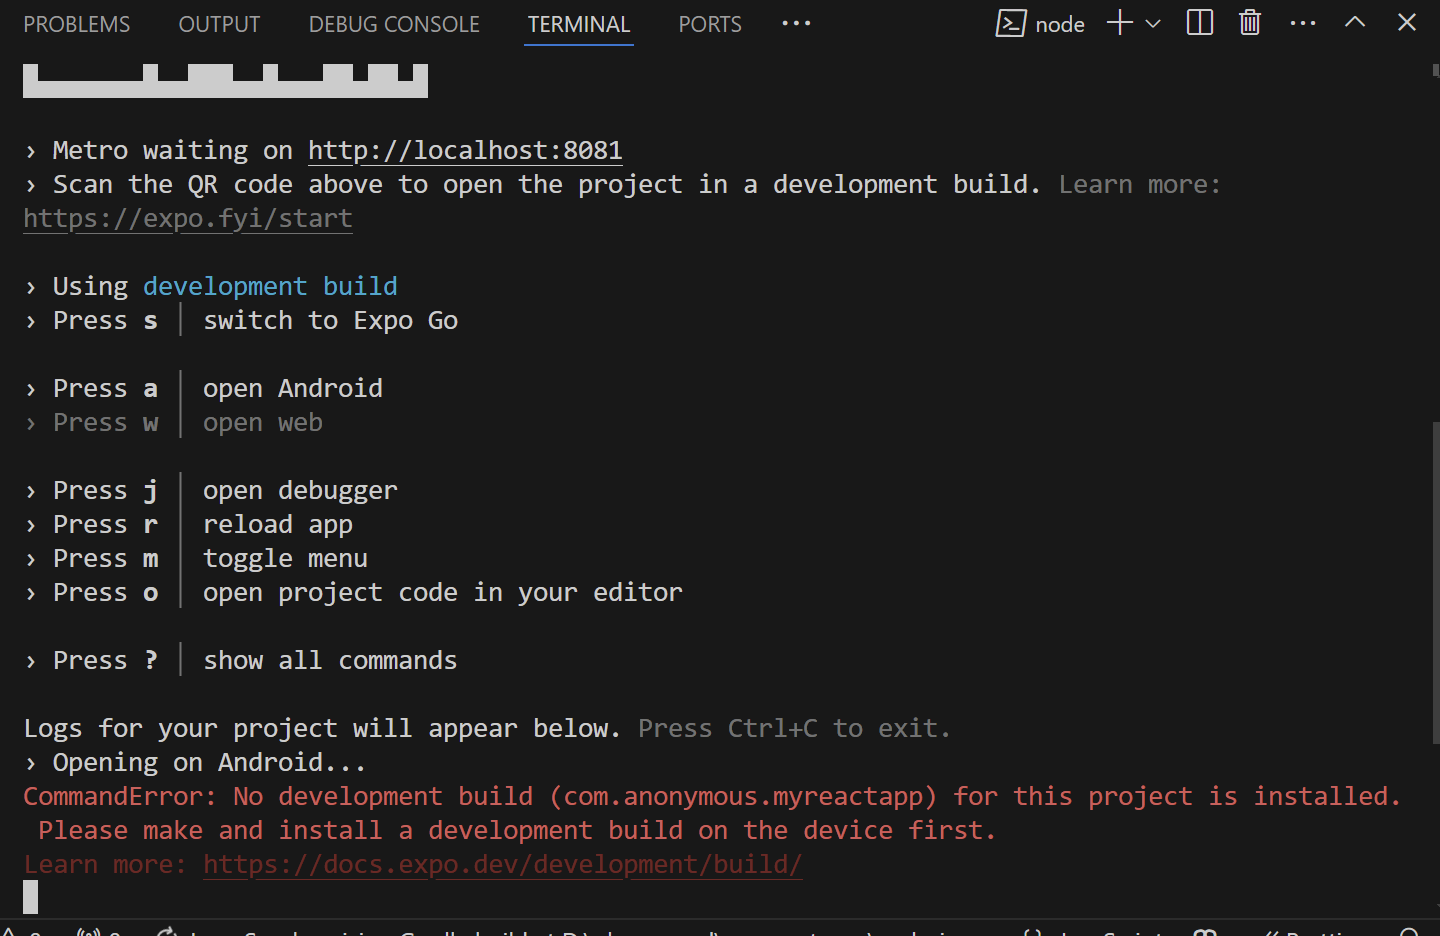 PROBLEMS OUTPUT DEBUG CONSOLE TERMINAL PORTS ··· node ···
› Metro waiting on http://localhost:8081
› Scan the QR code above to open the project in a development build. Learn more:
https://expo.fyi/start
› Using development build
› Press s │ switch to Expo Go
› Press a │ open Android
› Press w │ open web
› Press j │ open debugger
› Press r │ reload app
› Press m │ toggle menu
› Press o │ open project code in your editor
› Press ? │ show all commands
Logs for your project will appear below. Press Ctrl+C to exit.
› Opening on Android...
CommandError: No development build (com.anonymous.myreactapp) for this project is installed.
Please make and install a development build on the device first.
Learn more: https://docs.expo.dev/development/build/